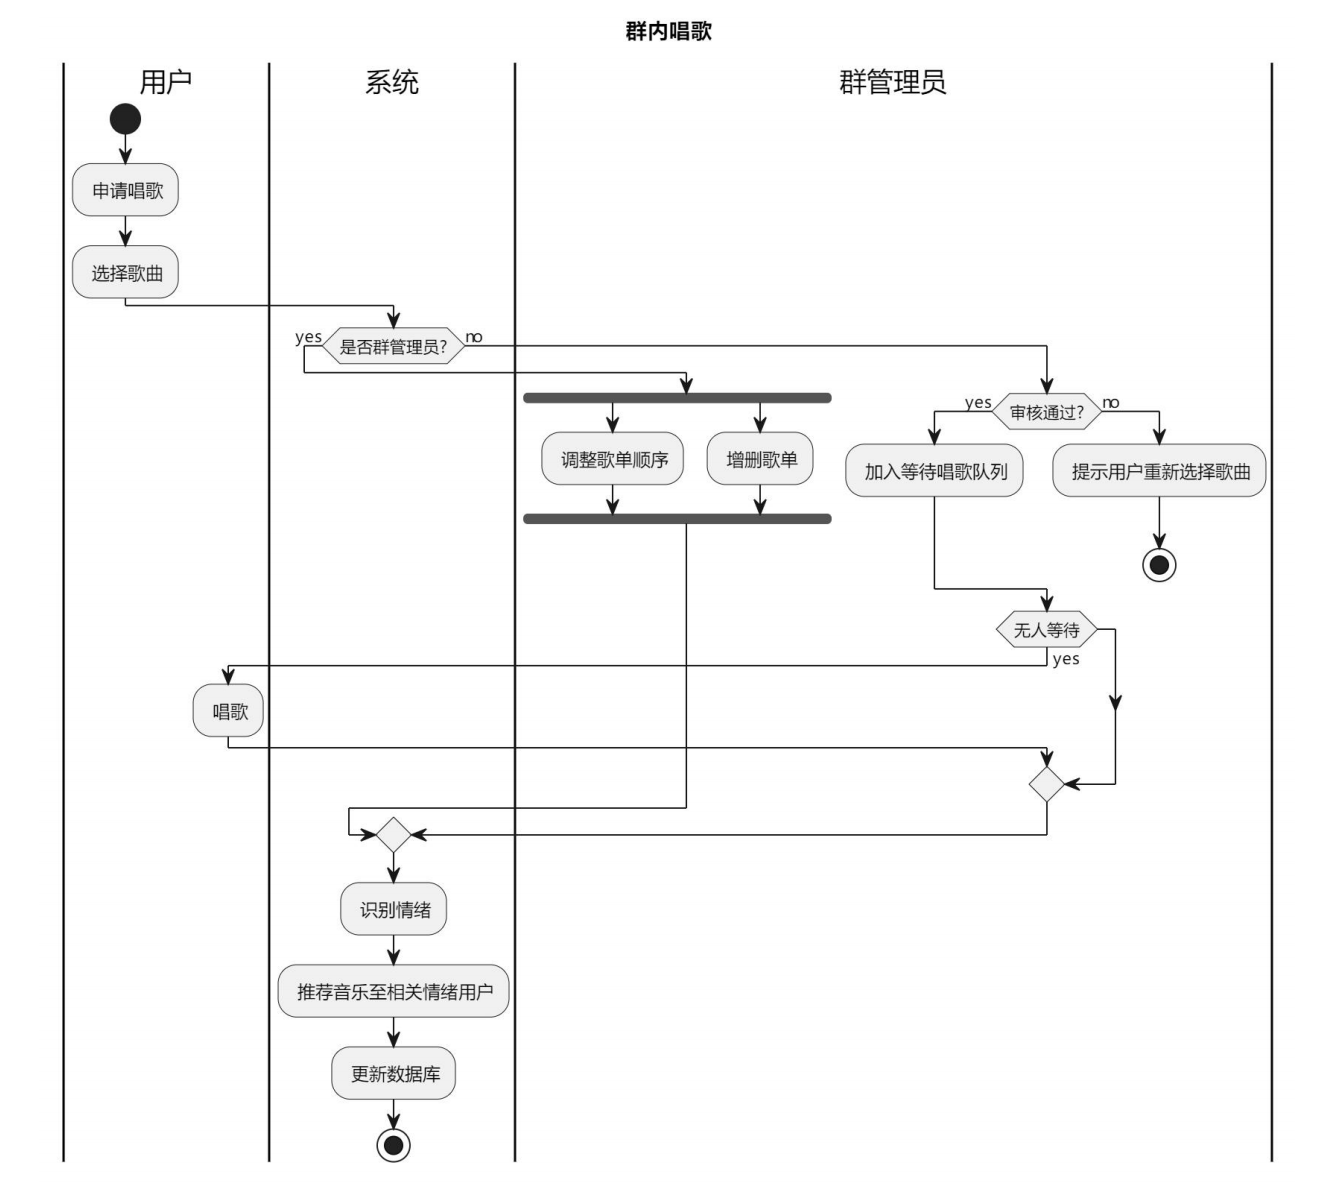 群内唱歌
用户
系统
群管理员
申请唱歌
选择歌曲
yes
是否群管理员?
no
yes
审核通过?
no
调整歌单顺序
增删歌单
加入等待唱歌队列
提示用户重新选择歌曲
无人等待
yes
唱歌
识别情绪
推荐音乐至相关情绪用户
更新数据库